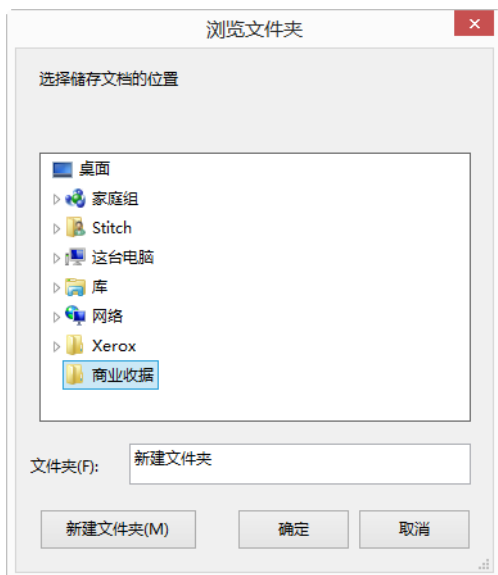 浏览文件夹
选择储存文档的位置
桌面
家庭组
Stitch
这台电脑
库
网络
Xerox
商业收据
文件夹(F): 新建文件夹
新建文件夹(M) 确定 取消